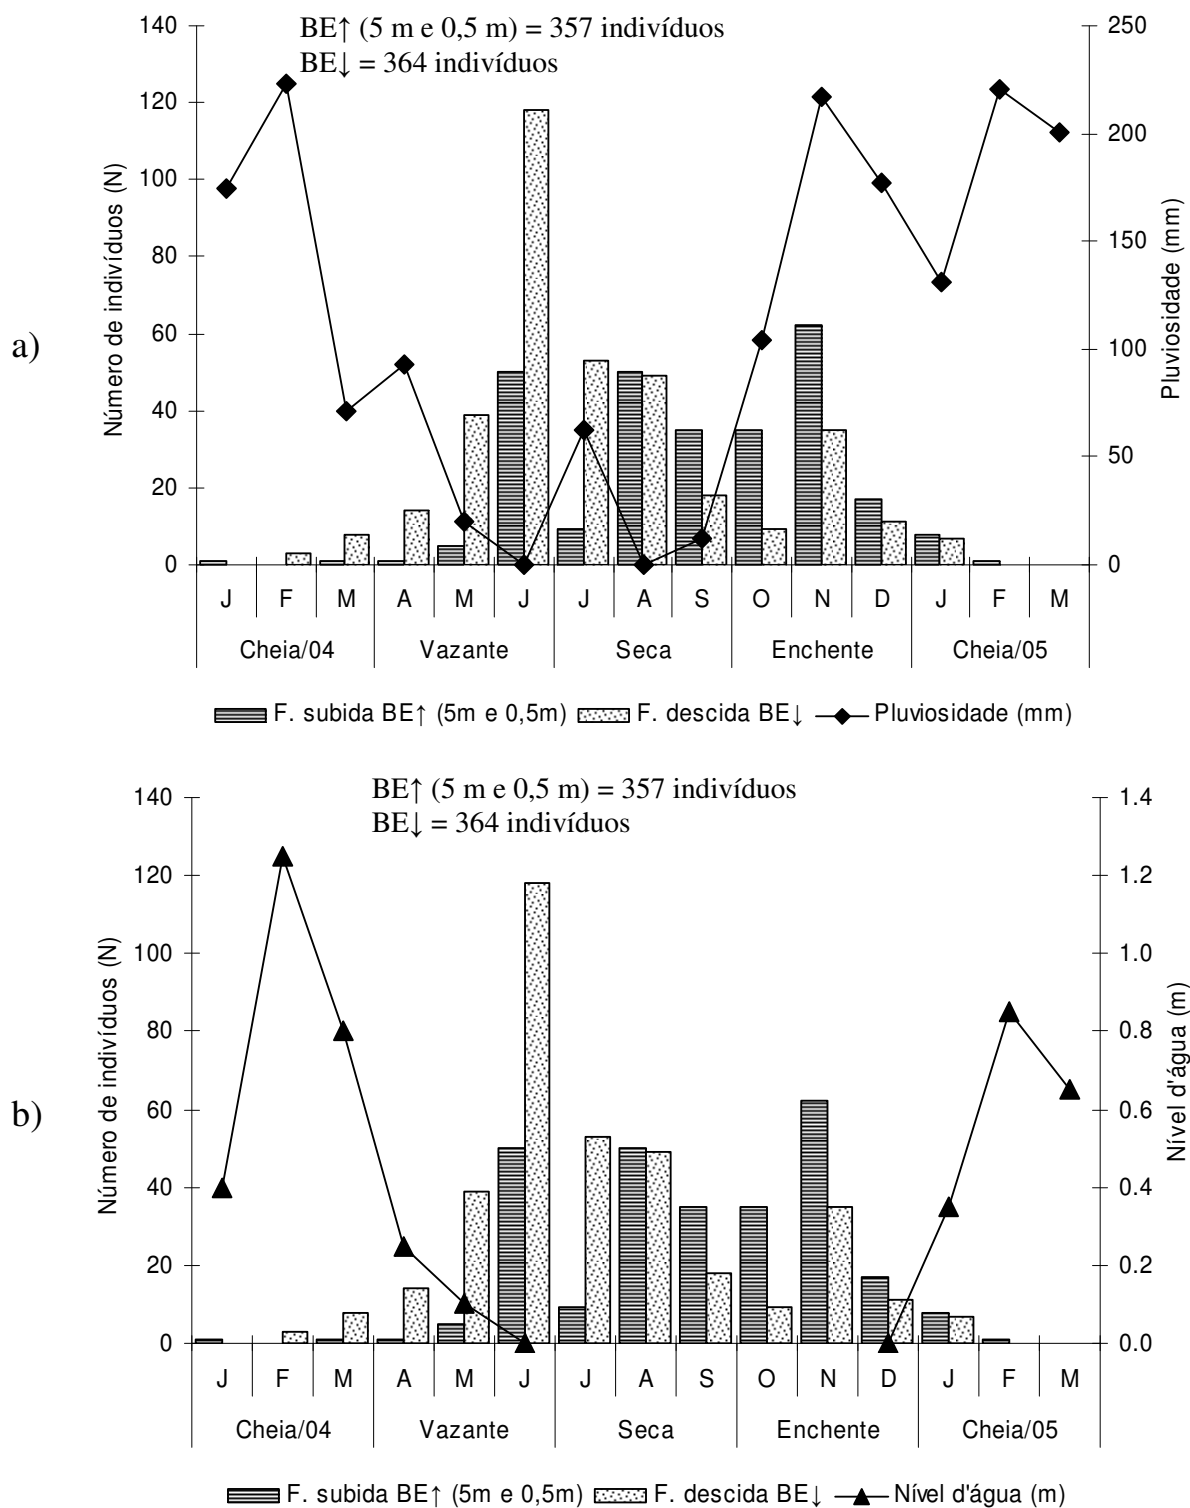 BE↑ (5 m e 0,5 m) = 357 indivíduos
BE↓ = 364 indivíduos
a)
Número de indivíduos (N)
140
120
100
80
60
40
20
0
Pluviosidade (mm)
250
200
150
100
50
0
J F M A M J J A S O N D J F M
Cheia/04 Vazante Seca Enchente Cheia/05
F. subida BE↑ (5m e 0,5m) F. descida BE↓ Pluviosidade (mm)
BE↑ (5 m e 0,5 m) = 357 indivíduos
BE↓ = 364 indivíduos
b)
Número de indivíduos (N)
140
120
100
80
60
40
20
0
Nível d'água (m)
1.4
1.2
1.0
0.8
0.6
0.4
0.2
0.0
J F M A M J J A S O N D J F M
Cheia/04 Vazante Seca Enchente Cheia/05
F. subida BE↑ (5m e 0,5m) F. descida BE↓ Nível d'água (m)